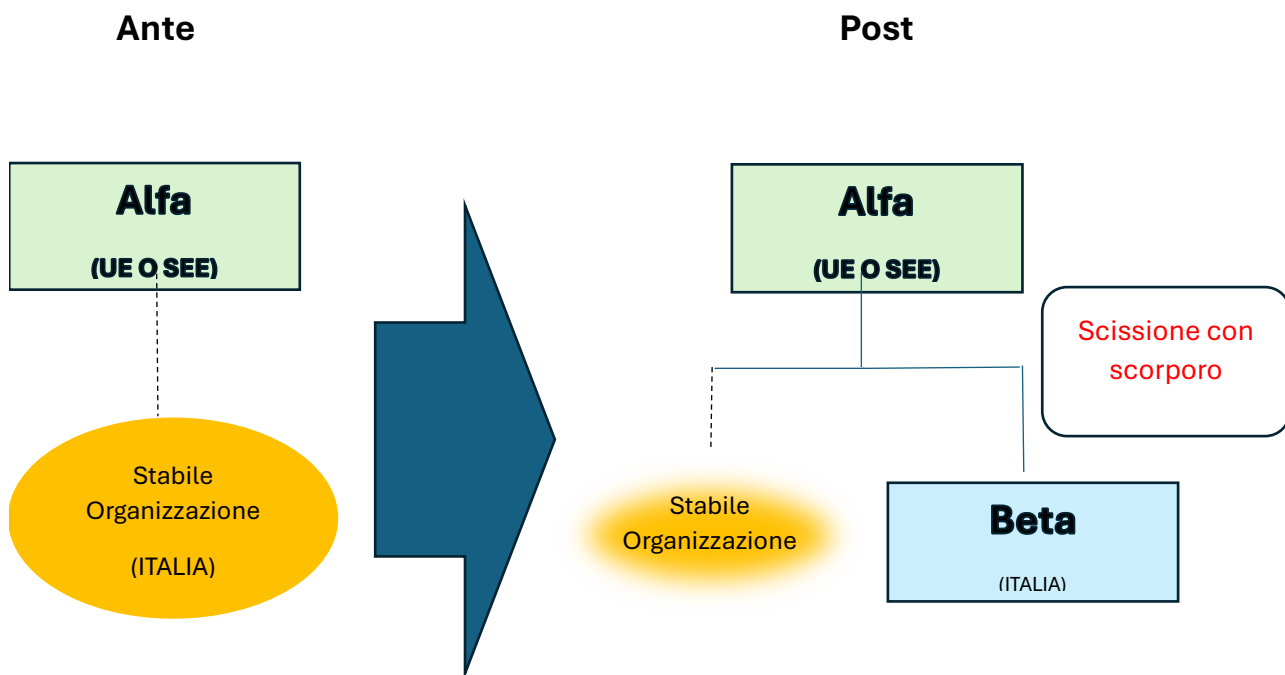 Ante
Post
Alfa
(UE O SEE)
Alfa
(UE O SEE)
Scissione con
scorporo
Stabile
Organizzazione
(ITALIA)
Stabile
Organizzazione
Beta
(ITALIA)